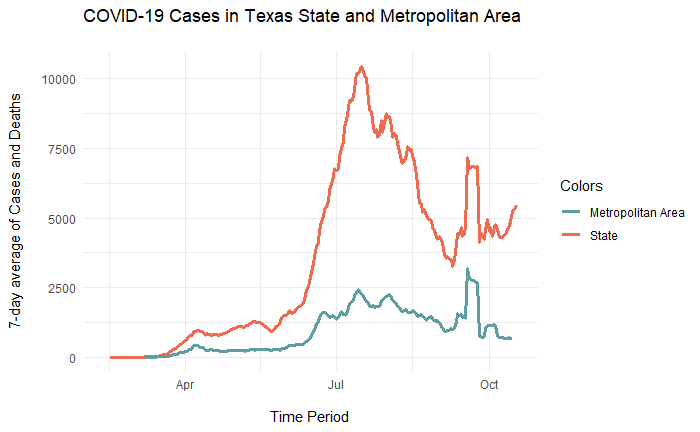 COVID-19 Cases in Texas State and Metropolitan Area
7-day average of Cases and Deaths
10000
7500
5000
2500
0
Apr
Jul
Oct
Time Period
Colors
Metropolitan Area
State